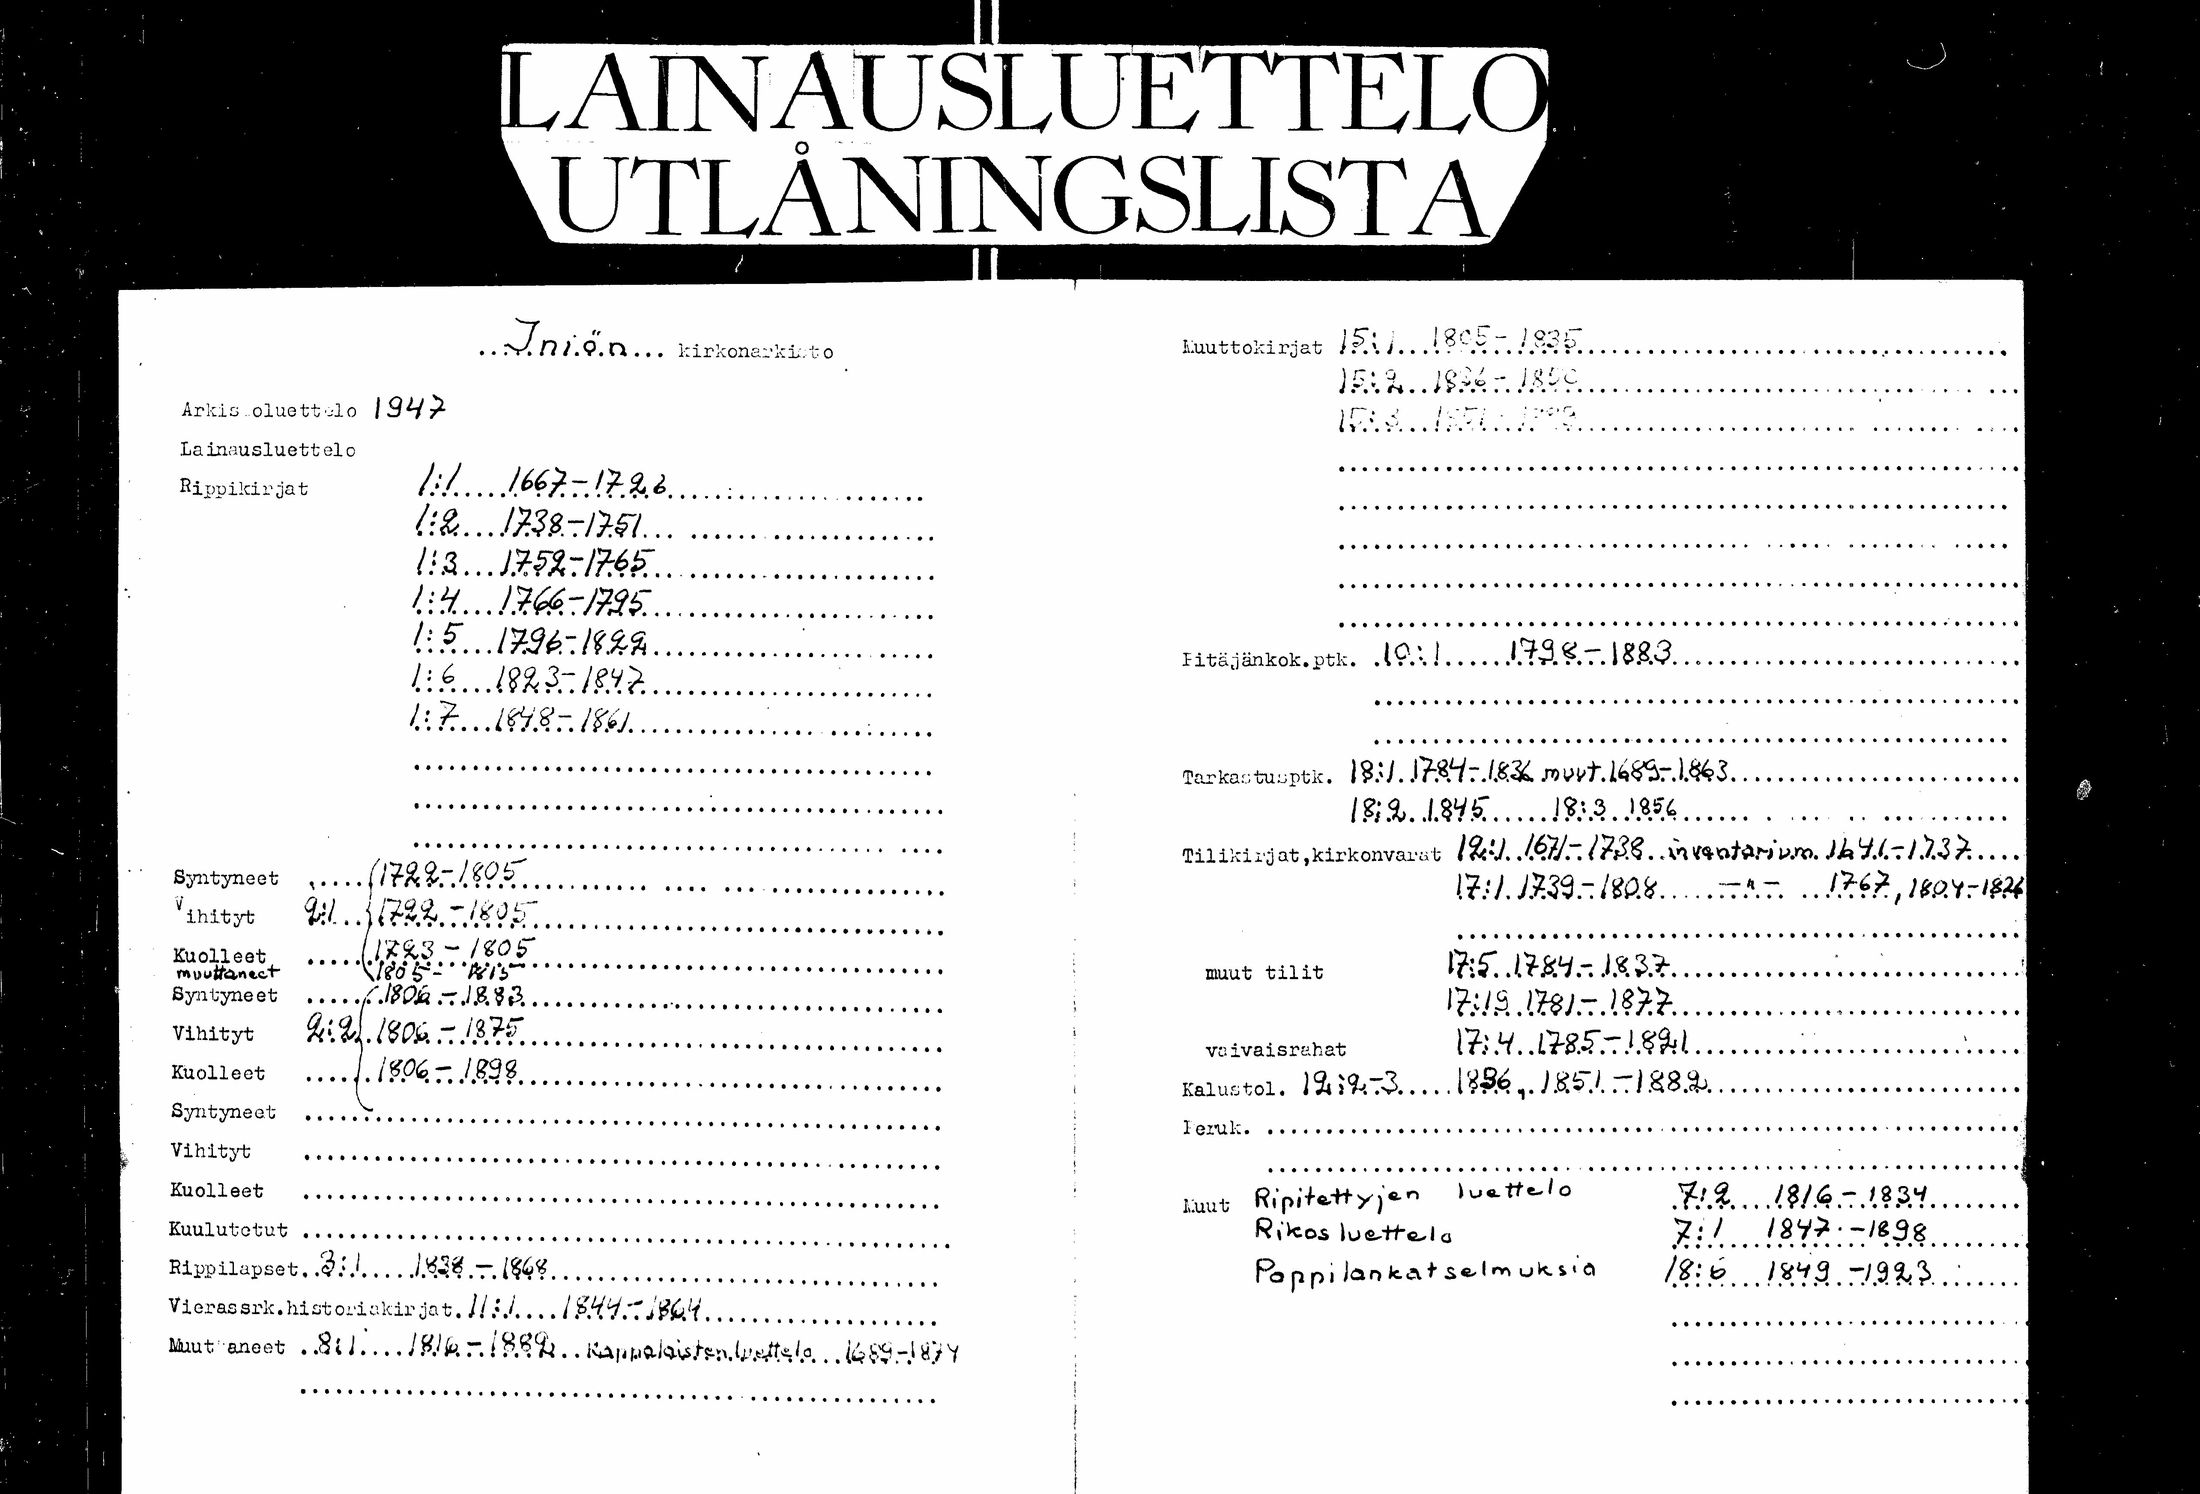 LAINAUSLUETTELO
UTLÅNINGSLISTA
Iniön kirkonarkisto
Arkistoluettelo 1947
Lainausluettelo
Rippikirjat 1:1 1667-1726
1:2 1738-1751
1:3 1752-1765
1:4 1766-1795
1:5 1796-1822
1:6 1823-1847
1:7 1848-1861
Syntyneet 1722-1805
Vihityt 2:1 1722-1805
Kuolleet 1723-1805
muuttaneet 1805- 1815
Syntyneet 1806-1883
Vihityt 2:2 1806-1875
Kuolleet 1806-1898
Syntyneet
Vihityt
Kuolleet
Kuulutetut
Rippilapset 3:1 1838-1868
Vierassrk.historiakirjat. 11:1 1844-1864
Muuttaneet 8:1 1816-1882 Kappalaisten luettelo 1689-1874
Muuttokirjat 15:1 1805-1835
15:2 1836-1850
15:3 1851-
Pitäjänkok.ptk. 10:1 1798-1883
Tarkastusptk. 18:1 1784-1836 muut 1689-1863
18:2 1845 18:3 1856
Tilikirjat,kirkonvarat 12:1 1671-1738 inventarium 1641-1737
17:1 1739-1808 -"- 1767, 1804-1826
muut tilit 17:5 1784-1837
17:19 1781-1877
vaivaisrahat 17:4 1785-1821
Kalustol. 12:2-3 1836, 1851-1882
Peruk.
Muut Ripitettyjen luettelo 7:2 1816-1834
Rikosluettelo 7:1 1847-1898
Pappilankatselmuksia 18:6 1849-1923